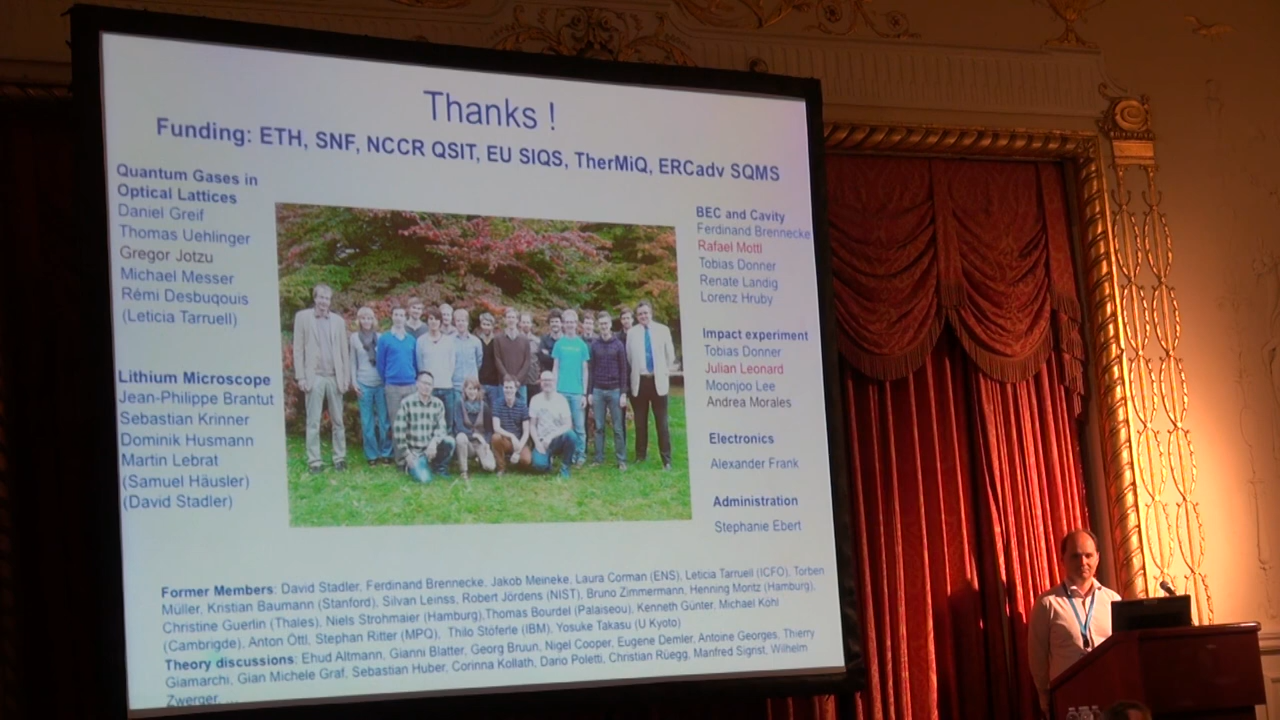 Thanks !
Funding: ETH, SNF, NCCR QSIT, EU SIQS, TherMiQ, ERCadv SQMS
Quantum Gases in
Optical Lattices
Daniel Greif
Thomas Uehlinger
Gregor Jotzu
Michael Messer
Rémi Desbuquois
(Leticia Tarruell)
Lithium Microscope
Jean-Philippe Brantut
Sebastian Krinner
Dominik Husmann
Martin Lebrat
(Samuel Häusler)
(David Stadler)
BEC and Cavity
Ferdinand Brennecke
Rafael Mottl
Tobias Donner
Renate Landig
Lorenz Hruby
Impact experiment
Tobias Donner
Julian Leonard
Moonjoo Lee
Andrea Morales
Electronics
Alexander Frank
Administration
Stephanie Ebert
Former Members: David Stadler, Ferdinand Brennecke, Jakob Meineke, Laura Corman (ENS), Leticia Tarruell (ICFO), Torben
Müller, Kristian Baumann (Stanford), Silvan Leinss, Robert Jördens (NIST), Bruno Zimmermann, Henning Moritz (Hamburg),
Christine Guerlin (Thales), Niels Strohmaier (Hamburg), Thomas Bourdel (Palaiseou), Kenneth Günter, Michael Köhl
(Cambrigde), Anton Öttl, Stephan Ritter (MPQ), Thilo Stöferle (IBM), Yosuke Takasu (U Kyoto)
Theory discussions: Ehud Altmann, Gianni Blatter, Georg Bruun, Nigel Cooper, Eugene Demler, Antoine Georges, Thierry
Giamarchi, Gian Michele Graf, Sebastian Huber, Corinna Kollath, Dario Poletti, Christian Rüegg, Manfred Sigrist, Wilhelm
Zwerger, ...